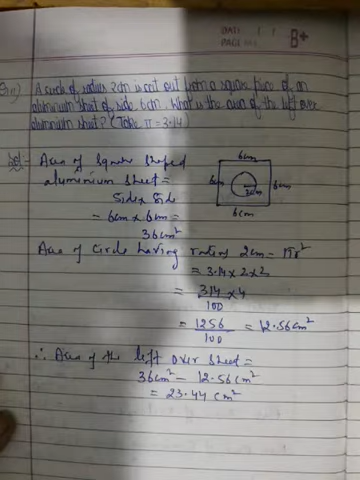 DATE: / /
PAGE NO.:
B+
Q.11) A circle of radius 2cm is cut out from a square piece of an
aluminium sheet of side 6cm. What is the area of the left over
aluminium sheet? (Take π = 3.14)
Sol:- Area of Square shaped
aluminium sheet =
Side × Side
= 6cm × 6cm =
36cm²
6cm
6cm
2cm
6cm
6cm
Area of Circle having radius 2cm = πr²
= 3.14 × 2 × 2
= 314 × 4
100
= 1256 = 12.56cm²
100
∴ Area of the left over sheet =
36cm² - 12.56cm²
= 23.44 cm²